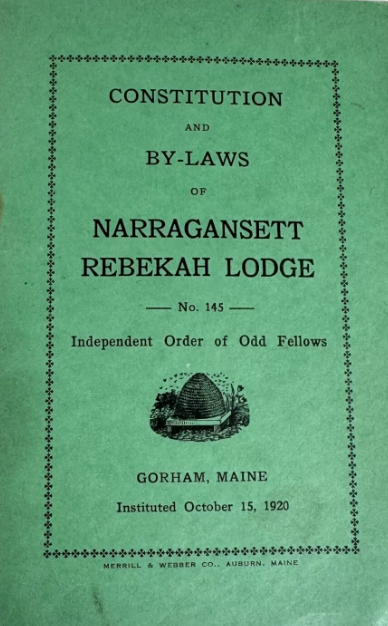 CONSTITUTION
AND
BY-LAWS
OF
NARRAGANSETT
REBEKAH LODGE
No. 145
Independent Order of Odd Fellows
GORHAM, MAINE
Instituted October 15, 1920
MERRILL & WEBBER CO., AUBURN, MAINE